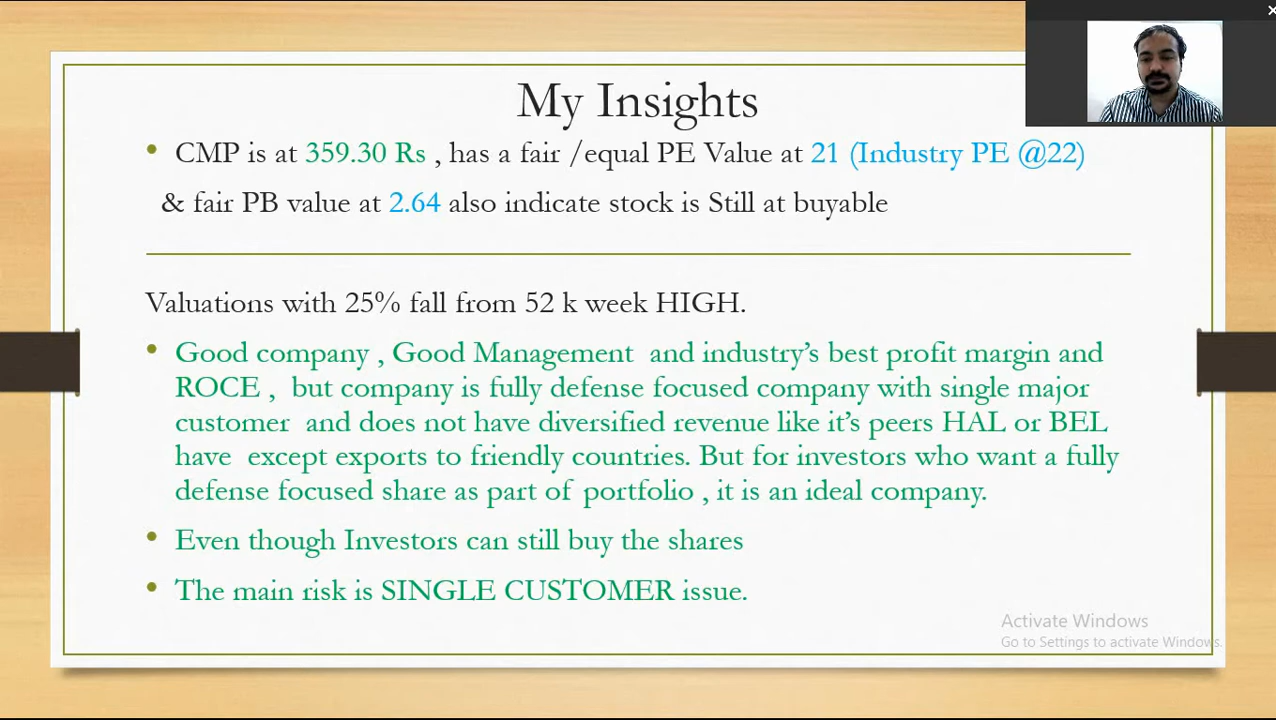 My Insights
• CMP is at 359.30 Rs , has a fair /equal PE Value at 21 (Industry PE @22)
& fair PB value at 2.64 also indicate stock is Still at buyable
Valuations with 25% fall from 52 k week HIGH.
• Good company , Good Management and industry's best profit margin and
ROCE , but company is fully defense focused company with single major
customer and does not have diversified revenue like it's peers HAL or BEL
have except exports to friendly countries. But for investors who want a fully
defense focused share as part of portfolio , it is an ideal company.
• Even though Investors can still buy the shares
• The main risk is SINGLE CUSTOMER issue.
Activate Windows
Go to Settings to activate Windows.